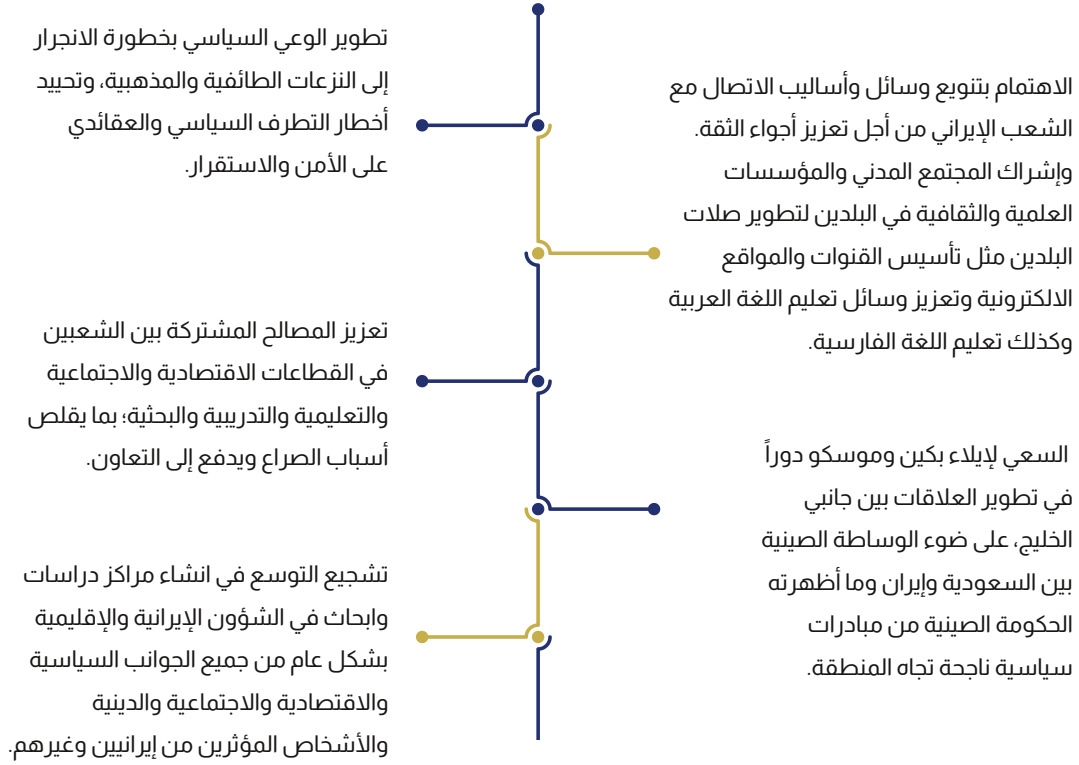 تطوير الوعي السياسي بخطورة الانجرار
إلى النزعات الطائفية والمذهبية، وتحييد
أخطار التطرف السياسي والعقائدي
على الأمن والاستقرار.
الاهتمام بتنويع وسائل وأساليب الاتصال مع
الشعب الإيراني من أجل تعزيز أجواء الثقة.
وإشراك المجتمع المدني والمؤسسات
العلمية والثقافية في البلدين لتطوير صلات
البلدين مثل تأسيس القنوات والمواقع
الالكترونية وتعزيز وسائل تعليم اللغة العربية
وكذلك تعليم اللغة الفارسية.
تعزيز المصالح المشتركة بين الشعبين
في القطاعات الاقتصادية والاجتماعية
والتعليمية والتدريبية والبحثية؛ بما يقلص
أسباب الصراع ويدفع إلى التعاون.
السعي لإيلاء بكين وموسكو دوراً
في تطوير العلاقات بين جانبي
الخليج، على ضوء الوساطة الصينية
بين السعودية وإيران وما أظهرته
الحكومة الصينية من مبادرات
سياسية ناجحة تجاه المنطقة.
تشجيع التوسع في انشاء مراكز دراسات
وابحاث في الشؤون الإيرانية والإقليمية
بشكل عام من جميع الجوانب السياسية
والاقتصادية والاجتماعية والدينية
والأشخاص المؤثرين من إيرانيين وغيرهم.